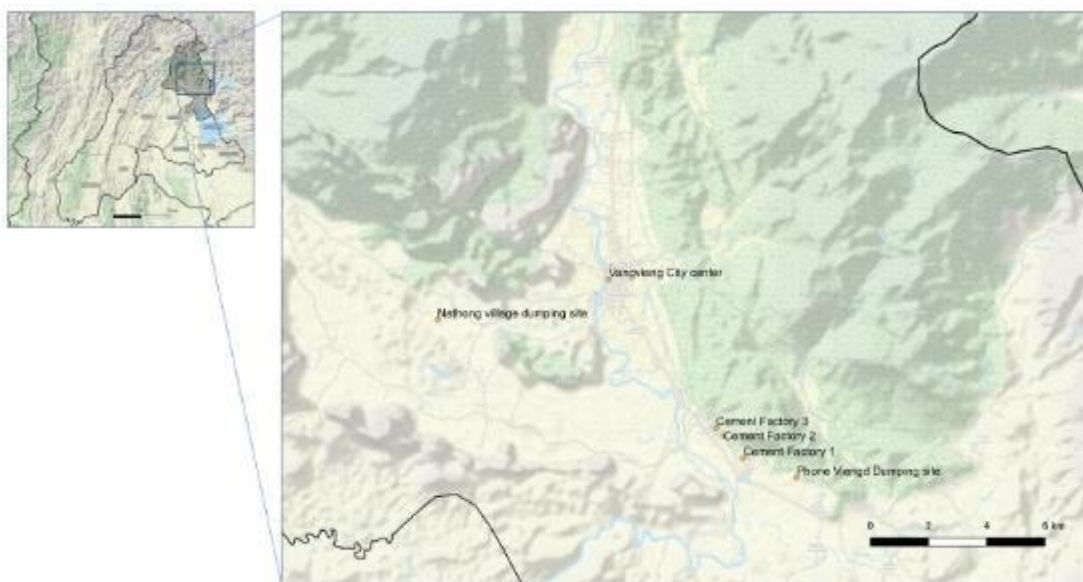 Vangvieng City center
Nathong village dumping site
Cement Factory 3
Cement Factory 2
Cement Factory 1
Phone Viengd Dumping site
0 2 4 6 km